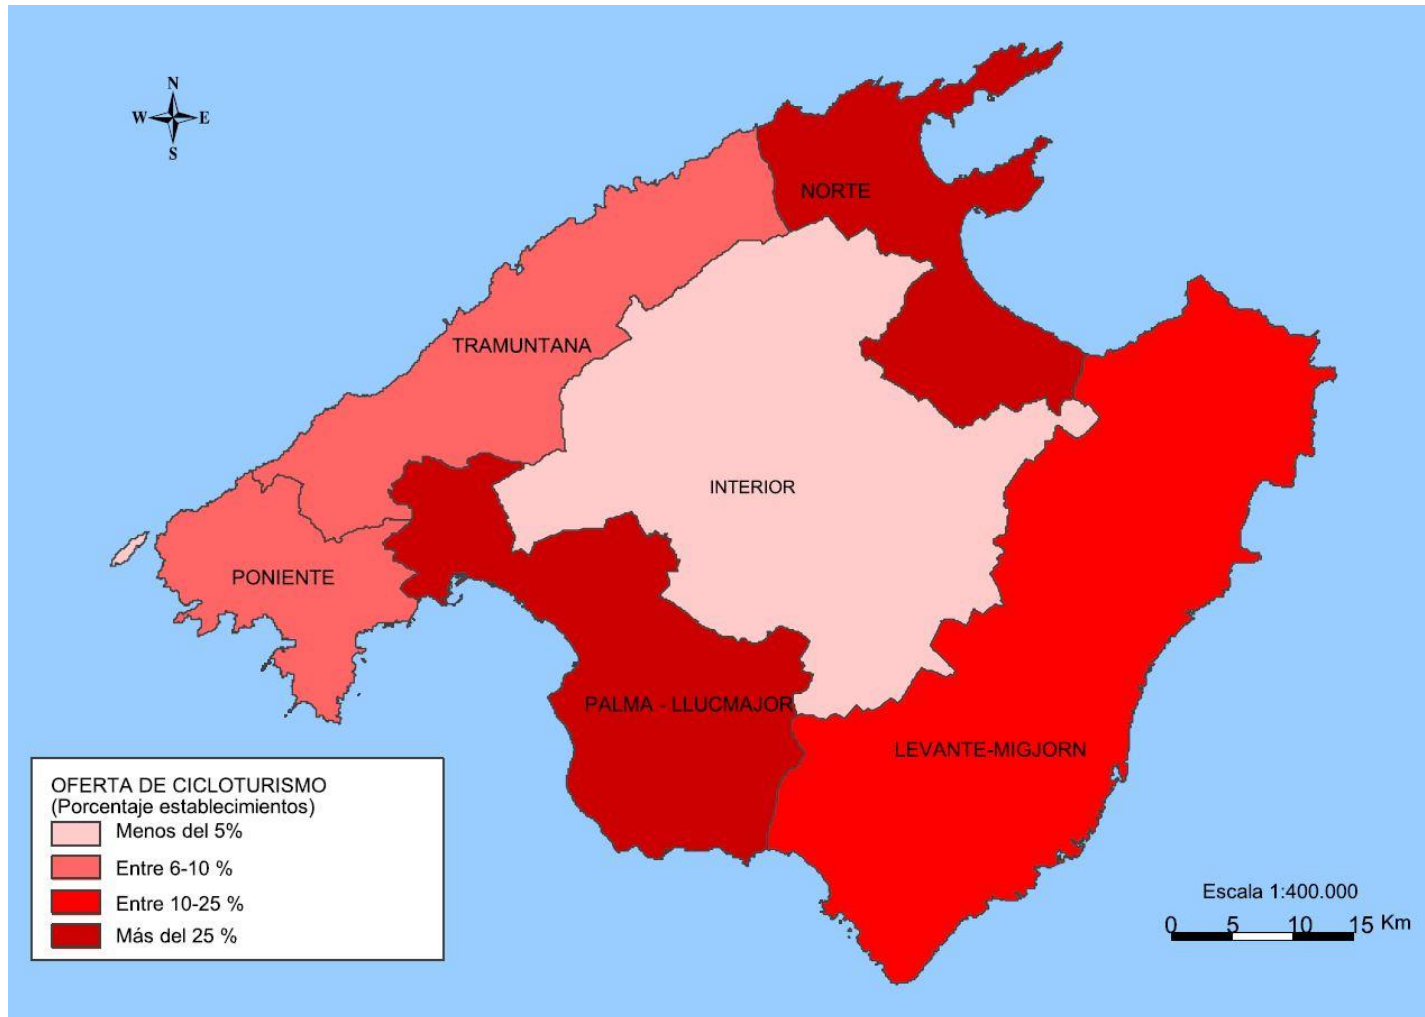 N
W E
S
NORTE
TRAMUNTANA
INTERIOR
PONIENTE
PALMA - LLUCMAJOR
LEVANTE-MIGJORN
OFERTA DE CICLOTURISMO
(Porcentaje establecimientos)
Menos del 5%
Entre 6-10 %
Entre 10-25 %
Más del 25 %
Escala 1:400.000
0 5 10 15 Km